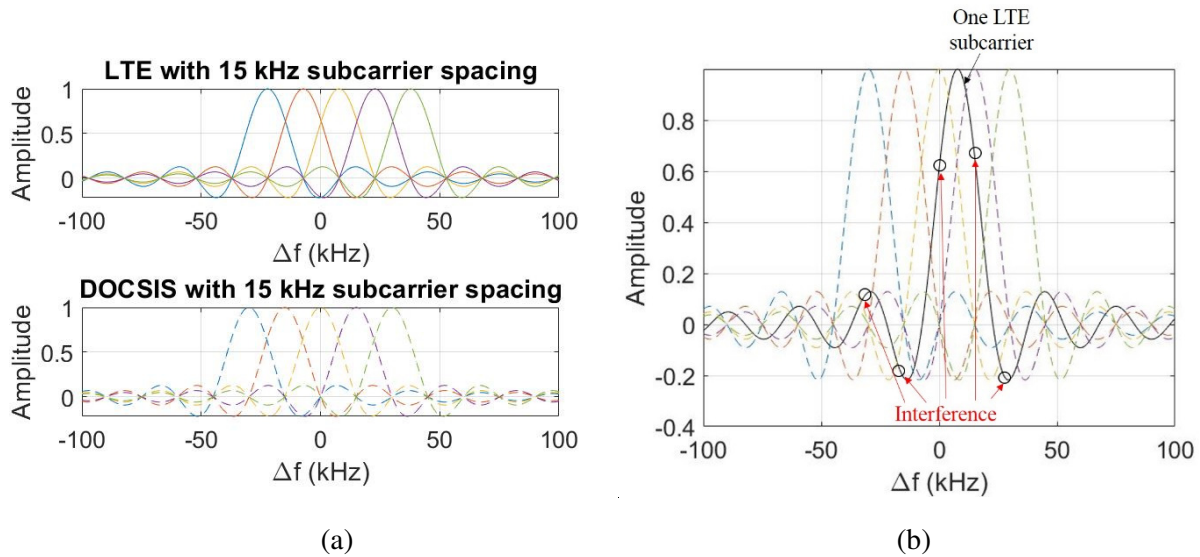 LTE with 15 kHz subcarrier spacing
Amplitude
1
0.5
0
-100 -50 0 50 100
Δf (kHz)
DOCSIS with 15 kHz subcarrier spacing
Amplitude
1
0.5
0
-100 -50 0 50 100
Δf (kHz)
(a)
One LTE
subcarrier
Amplitude
0.8
0.6
0.4
0.2
0
-0.2
-0.4
Interference
-100 -50 0 50 100
Δf (kHz)
(b)